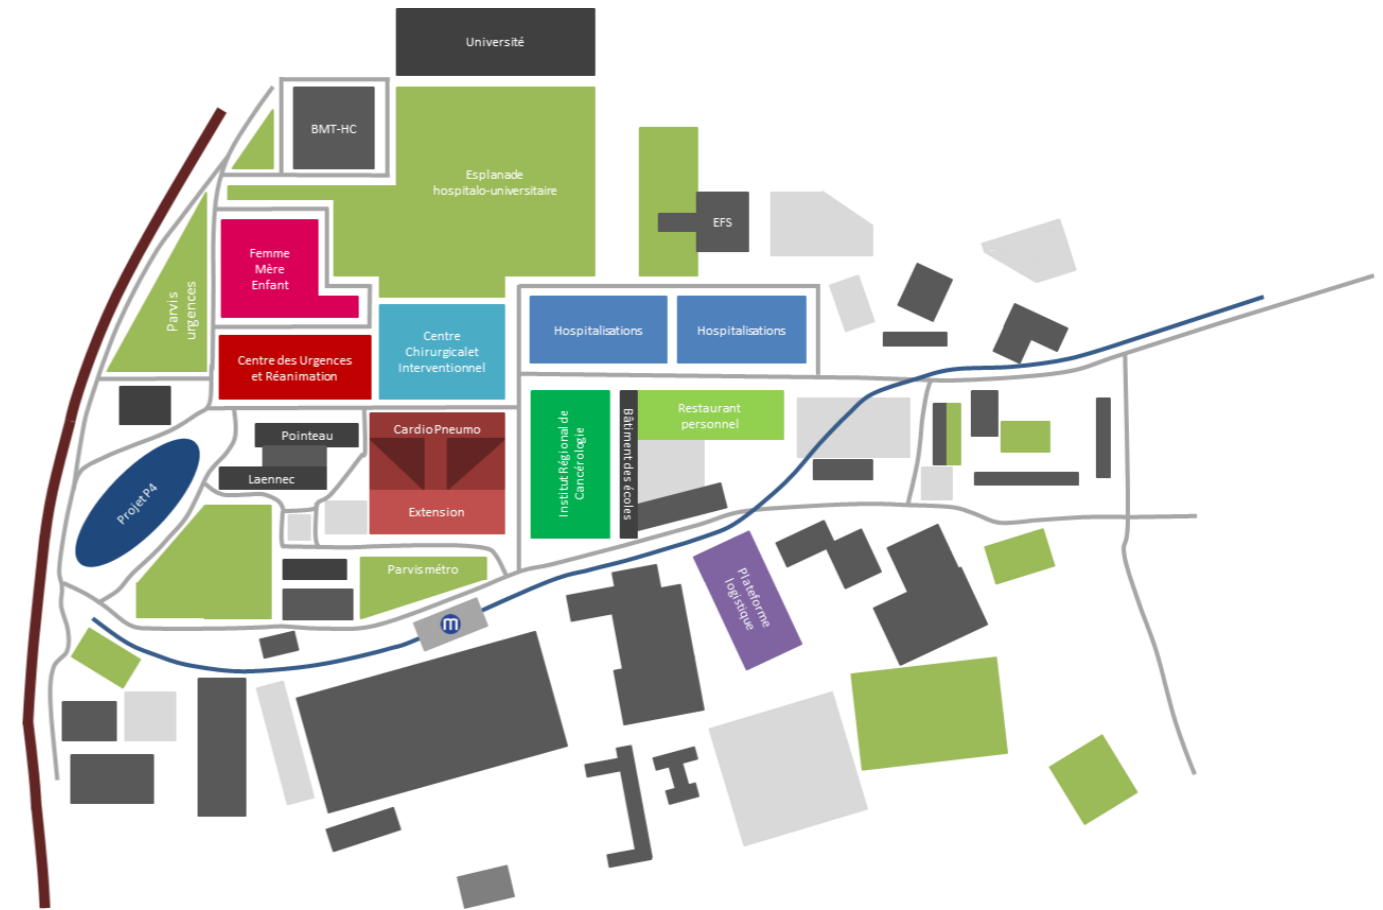 Université
BMT-HC
Esplanade
hospitalo-universitaire
EFS
Femme
Mère
Enfant
Parvis
urgences
Centre
Chirurgicalet
Interventionnel
Hospitalisations
Hospitalisations
Centre des Urgences
et Réanimation
Pointeau
Laennec
CardioPneumo
Extension
Institut Régional de
Cancérologie
Bâtiment des écoles
Restaurant
personnel
Projet P4
Parvis métro
m
Plateforme
logistique